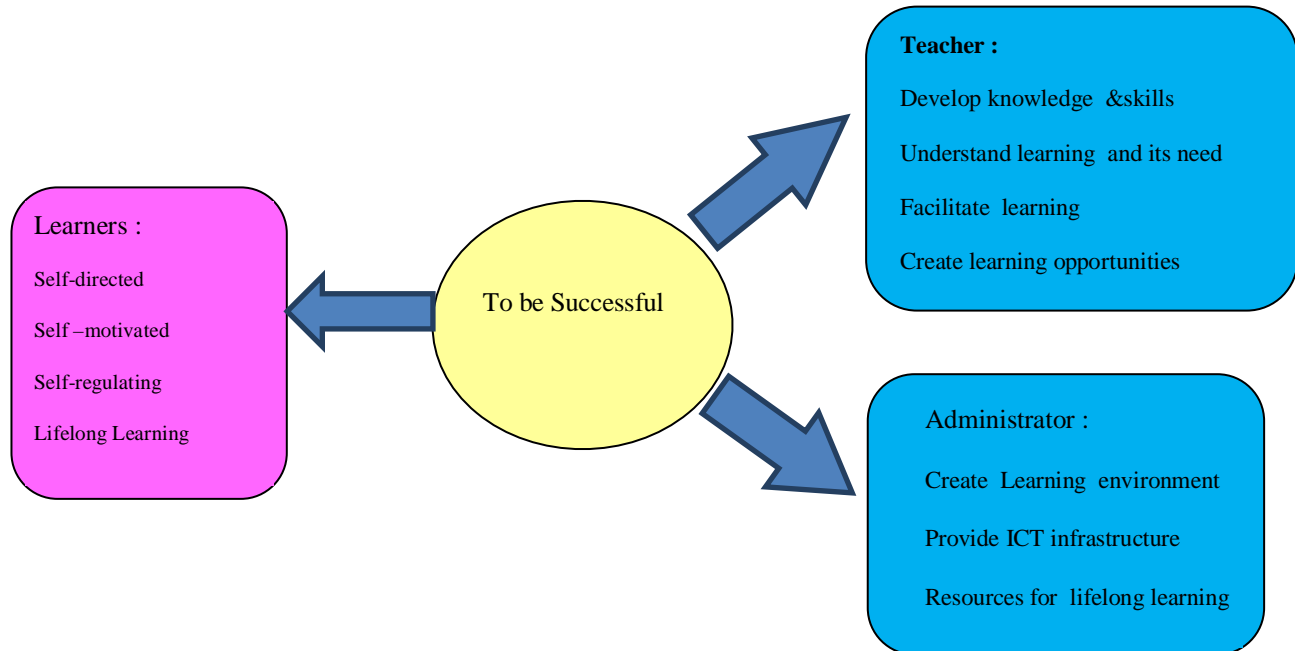 Teacher :
Develop knowledge &skills
Understand learning and its need
Facilitate learning
Create learning opportunities
Learners :
Self-directed
Self –motivated
Self-regulating
Lifelong Learning
To be Successful
Administrator :
Create Learning environment
Provide ICT infrastructure
Resources for lifelong learning